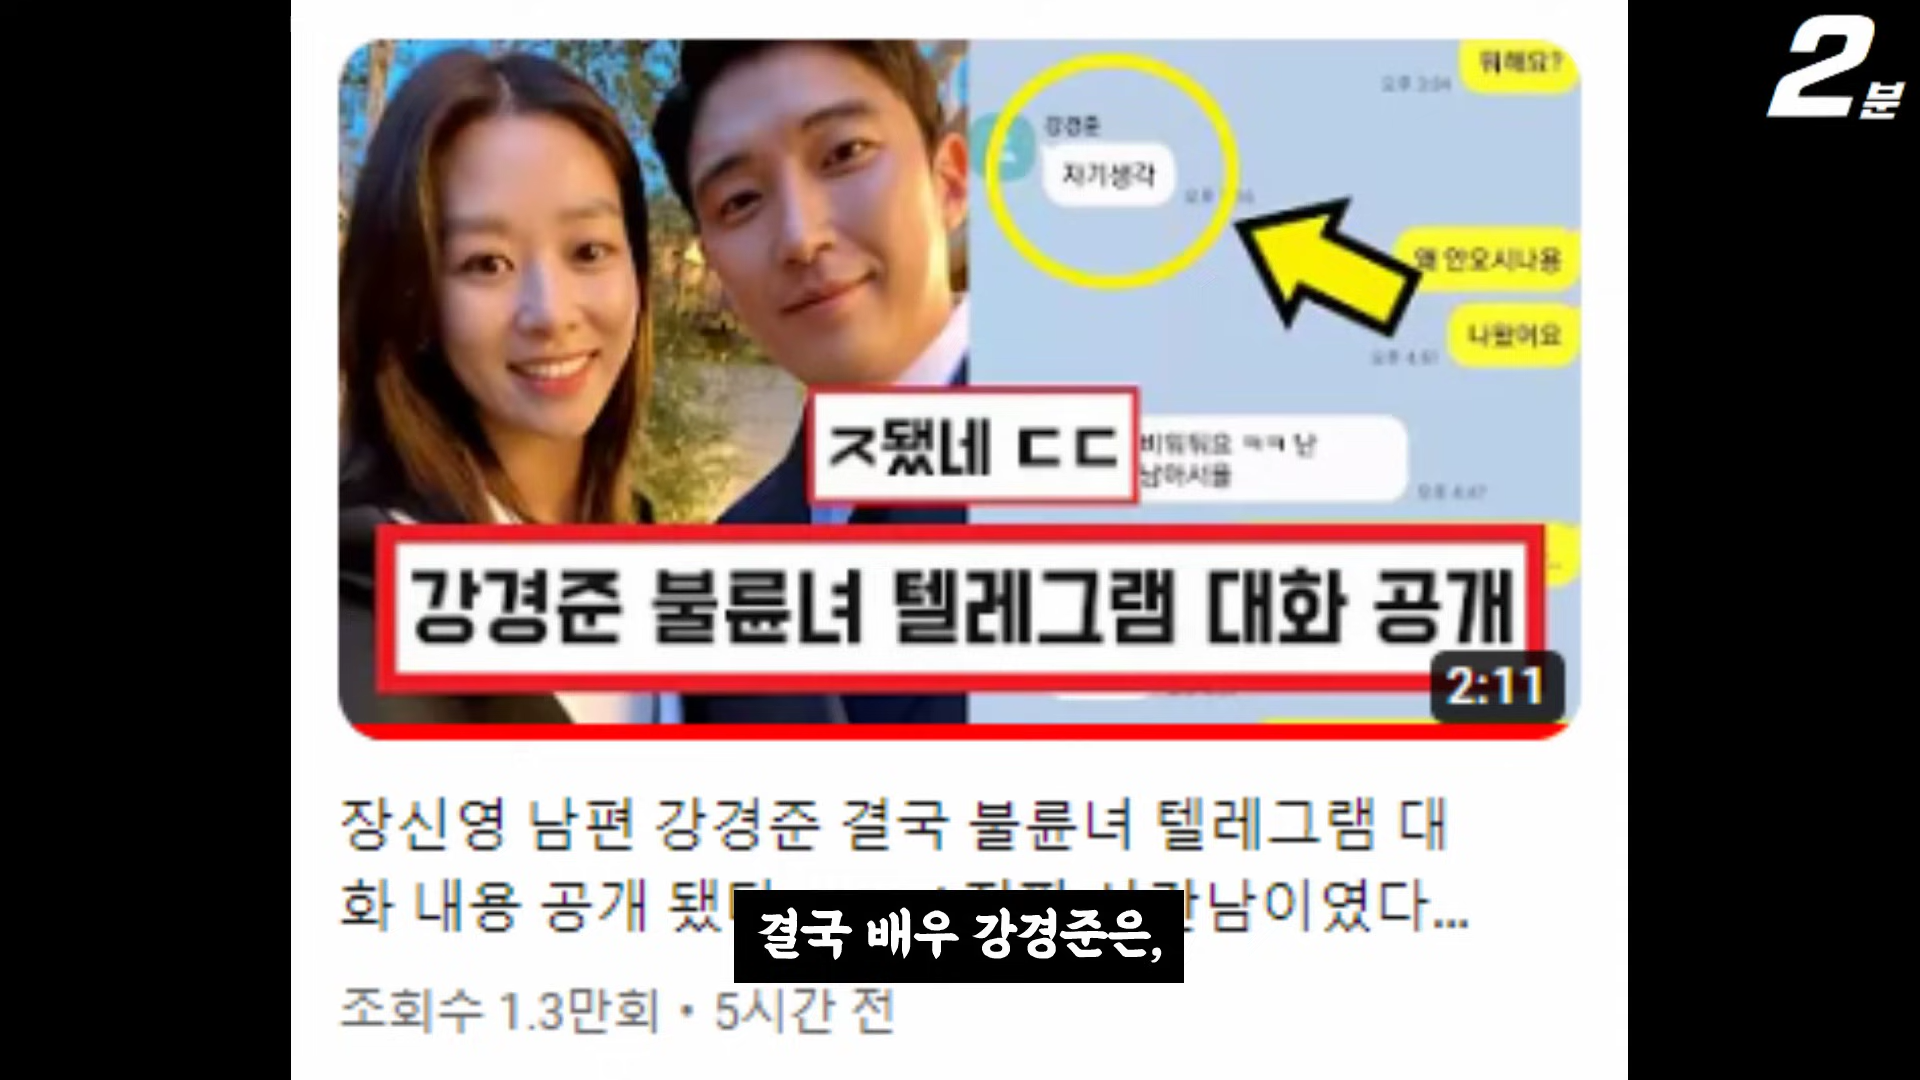 2분
뭐해요?
강경준
자기생각
왜 안오시나용
나왔어요
ㅈ됐네 ㄷㄷ
강경준 불륜녀 텔레그램 대화 공개
2:11
장신영 남편 강경준 결국 불륜녀 텔레그램 대
화 내용 공개 됐
남이였다...
결국 배우 강경준은,
조회수 1.3만회 • 5시간 전